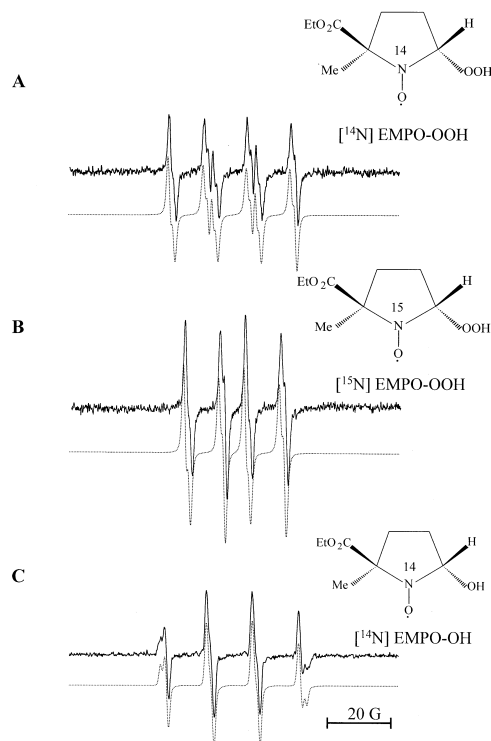 EtO₂C
H
14
A
Me
N
OOH
O·
[¹⁴N] EMPO-OOH
EtO₂C
H
15
B
Me
N
OOH
O·
[¹⁵N] EMPO-OOH
EtO₂C
H
14
C
Me
N
OH
O·
[¹⁴N] EMPO-OH
20 G